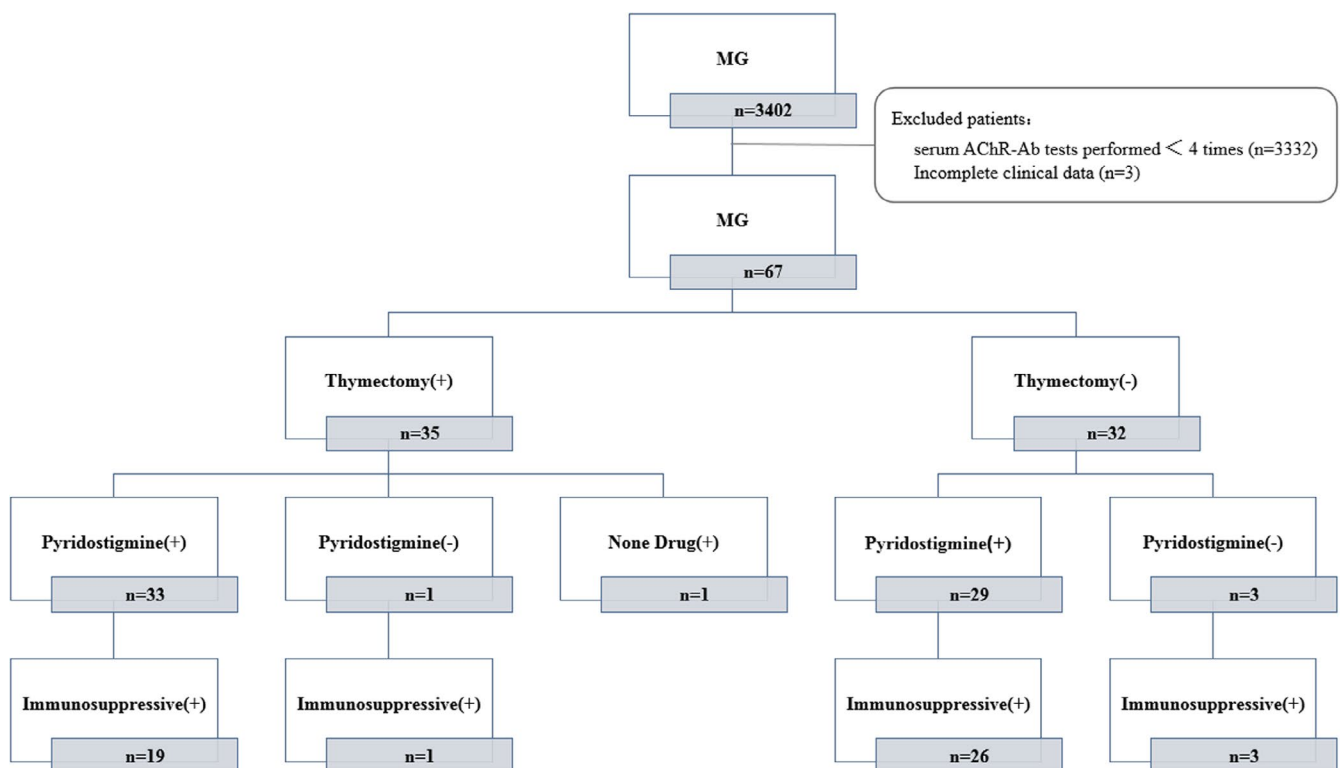 MG
n=3402
Excluded patients：
serum AChR-Ab tests performed＜ 4 times (n=3332)
Incomplete clinical data (n=3)
MG
n=67
Thymectomy(+)
n=35
Thymectomy(-)
n=32
Pyridostigmine(+)
n=33
Pyridostigmine(-)
n=1
None Drug(+)
n=1
Pyridostigmine(+)
n=29
Pyridostigmine(-)
n=3
Immunosuppressive(+)
n=19
Immunosuppressive(+)
n=1
Immunosuppressive(+)
n=26
Immunosuppressive(+)
n=3